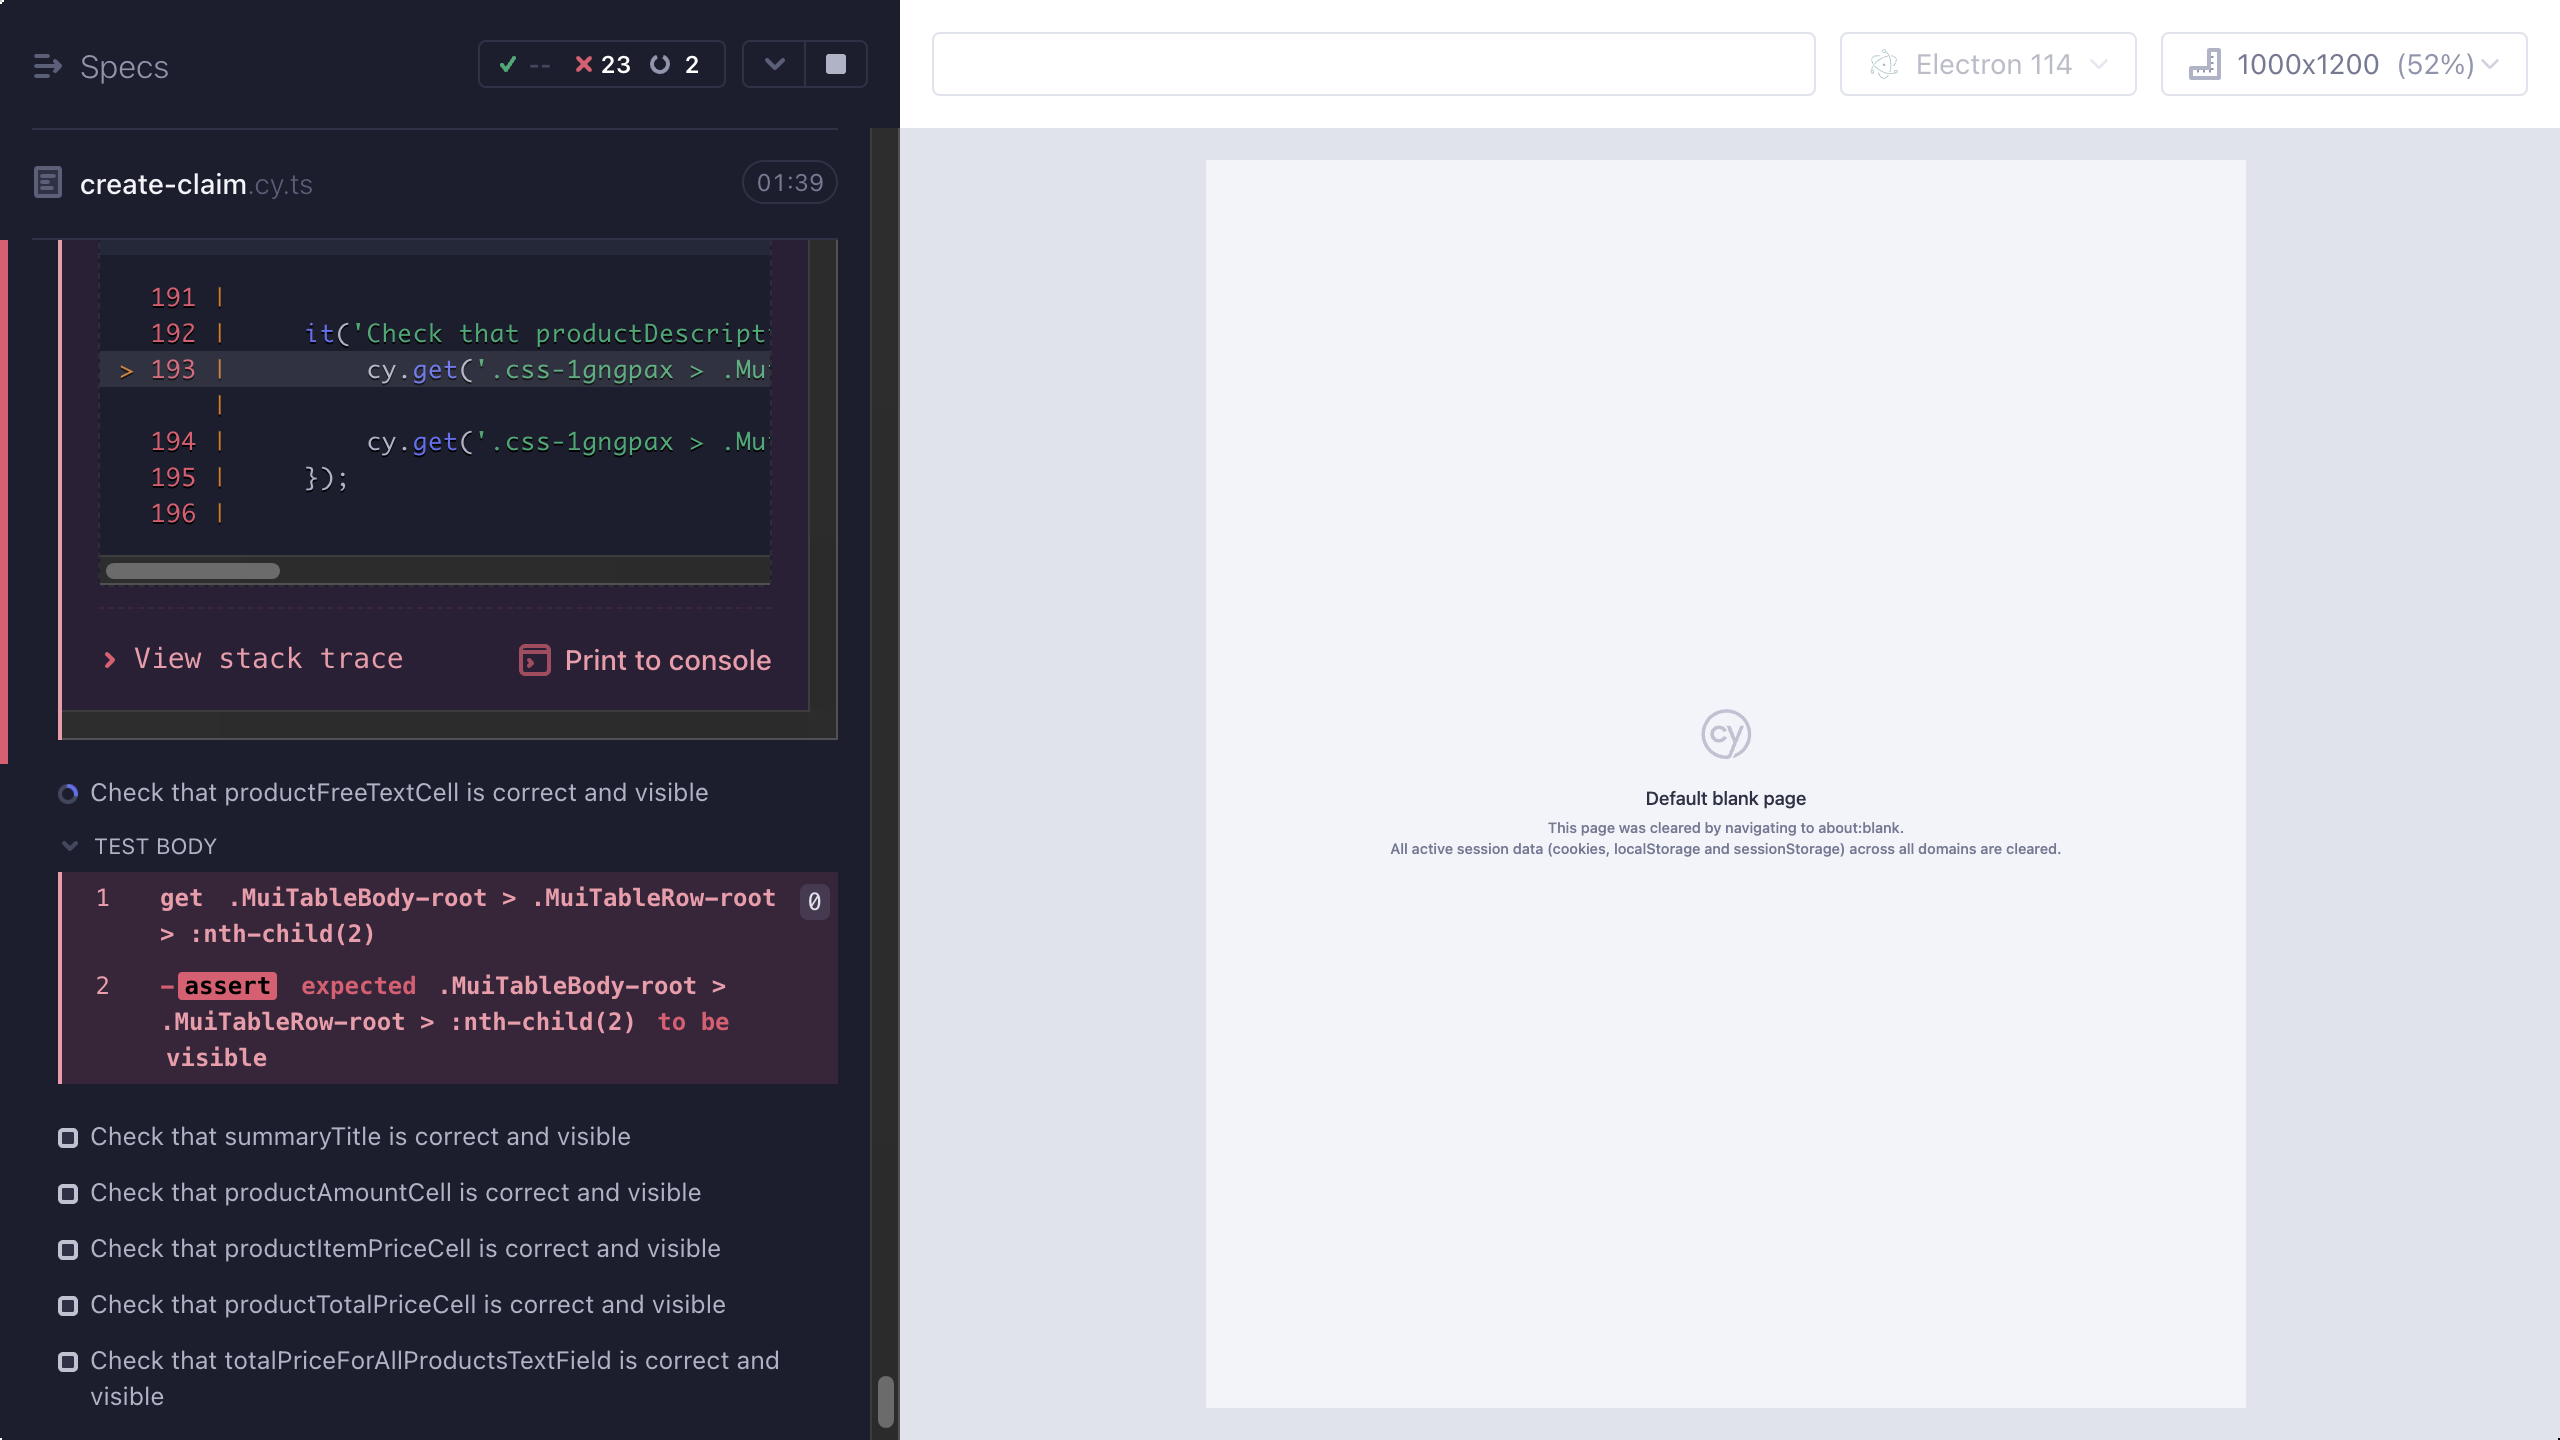 Specs
-- 23 2
create-claim.cy.ts
01:39
191 |
192 | it('Check that productDescript
> 193 | cy.get('.css-1gngpax > .Mu
|
194 | cy.get('.css-1gngpax > .Mu
195 | });
196 |
View stack trace
Print to console
Check that productFreeTextCell is correct and visible
TEST BODY
1 get .MuiTableBody-root > .MuiTableRow-root 0
> :nth-child(2)
2 -assert expected .MuiTableBody-root >
.MuiTableRow-root > :nth-child(2) to be
visible
Check that summaryTitle is correct and visible
Check that productAmountCell is correct and visible
Check that productItemPriceCell is correct and visible
Check that productTotalPriceCell is correct and visible
Check that totalPriceForAllProductsTextField is correct and
visible
Electron 114
1000x1200 (52%)
cy
Default blank page
This page was cleared by navigating to about:blank.
All active session data (cookies, localStorage and sessionStorage) across all domains are cleared.